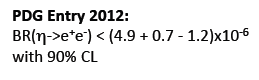 PDG Entry 2012:
BR(η->e⁺e⁻) < (4.9 + 0.7 - 1.2)x10⁻⁶
with 90% CL